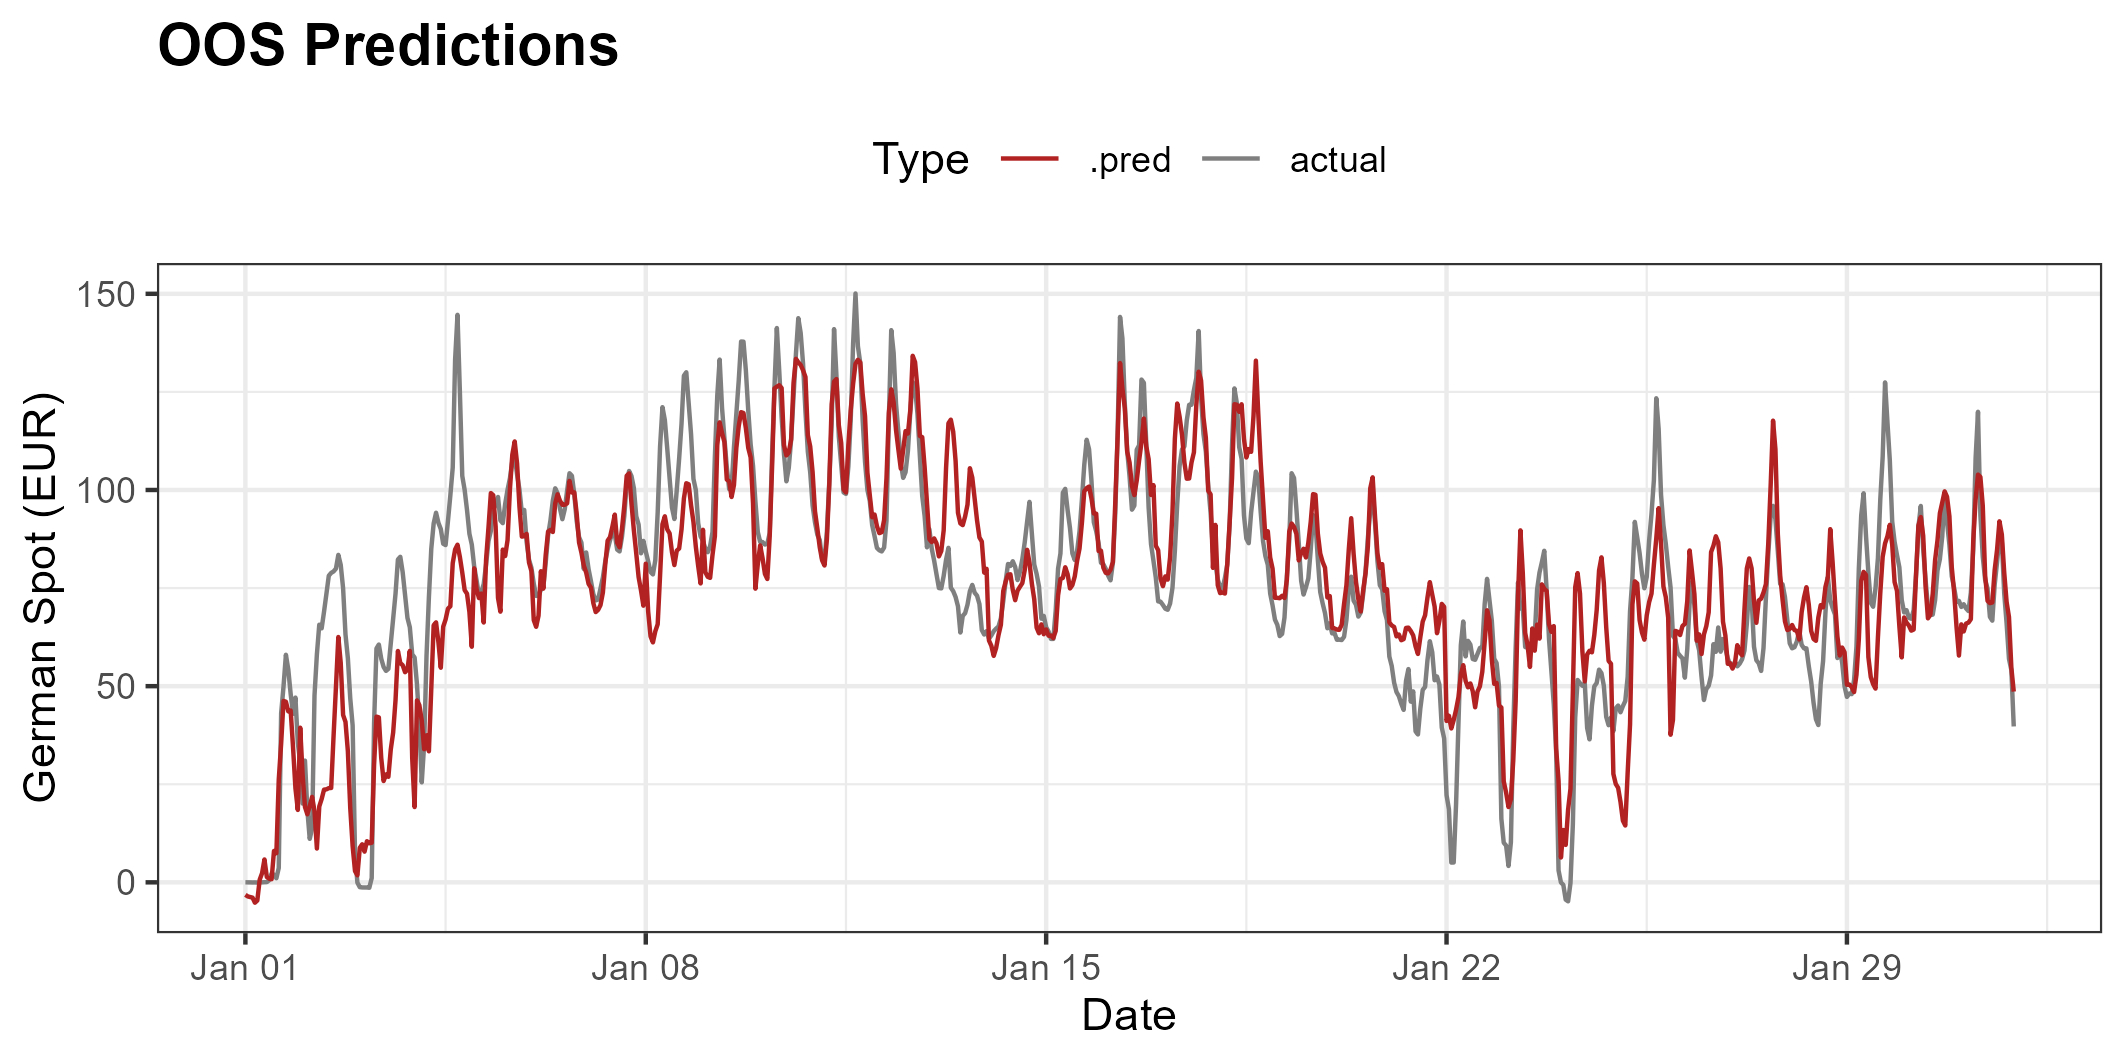 OOS Predictions
Type .pred actual
German Spot (EUR)
150
100
50
0
Jan 01 Jan 08 Jan 15 Jan 22 Jan 29
Date